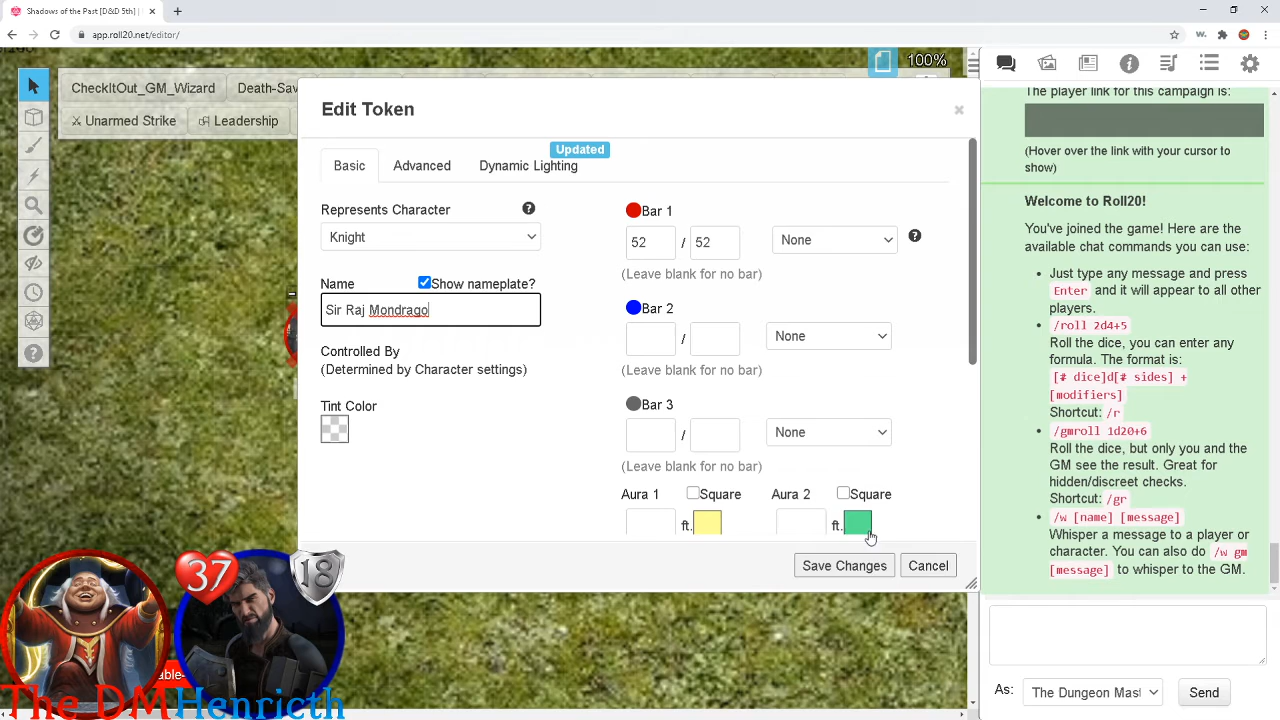 Shadows of the Past [D&D 5th] |
app.roll20.net/editor/
100%
CheckItOut_GM_Wizard
Death-Sav
Unarmed Strike
Leadership
Edit Token
Updated
Basic
Advanced
Dynamic Lighting
Represents Character
Knight
Name
Show nameplate?
Sir Raj Mondrago
Controlled By
(Determined by Character settings)
Tint Color
Bar 1
52 / 52
None
(Leave blank for no bar)
Bar 2
/
None
(Leave blank for no bar)
Bar 3
/
None
(Leave blank for no bar)
Aura 1
Square
Aura 2
Square
ft.
ft.
Save Changes
Cancel
The player link for this campaign is:
(Hover over the link with your cursor to
show)
Welcome to Roll20!
You've joined the game! Here are the
available chat commands you can use:
Just type any message and press
Enter and it will appear to all other
players.
/roll 2d4+5
Roll the dice, you can enter any
formula. The format is:
[# dice]d[# sides] +
[modifiers]
Shortcut: /r
/gmroll 1d20+6
Roll the dice, but only you and the
GM see the result. Great for
hidden/discreet checks.
Shortcut: /gr
/w [name] [message]
Whisper a message to a player or
character. You can also do /w gm
[message] to whisper to the GM.
As:
The Dungeon Mast
Send
37
18
able-
The DM
Henricth